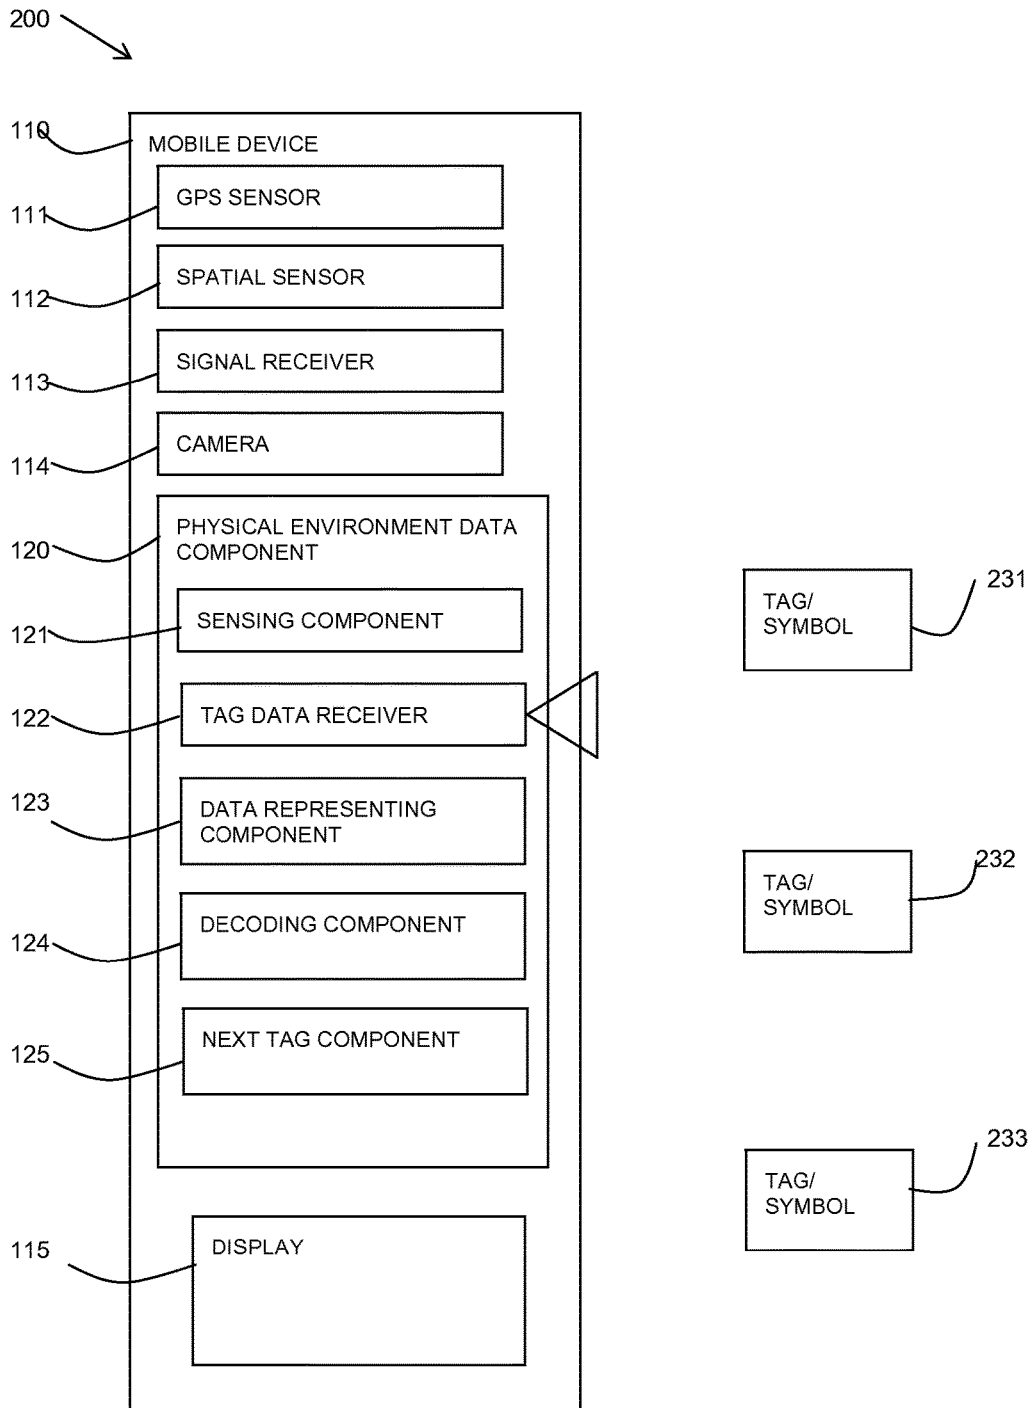 200
110
MOBILE DEVICE
111
GPS SENSOR
112
SPATIAL SENSOR
113
SIGNAL RECEIVER
114
CAMERA
120
PHYSICAL ENVIRONMENT DATA
COMPONENT
121
SENSING COMPONENT
122
TAG DATA RECEIVER
123
DATA REPRESENTING
COMPONENT
124
DECODING COMPONENT
125
NEXT TAG COMPONENT
115
DISPLAY
231
TAG/
SYMBOL
232
TAG/
SYMBOL
233
TAG/
SYMBOL